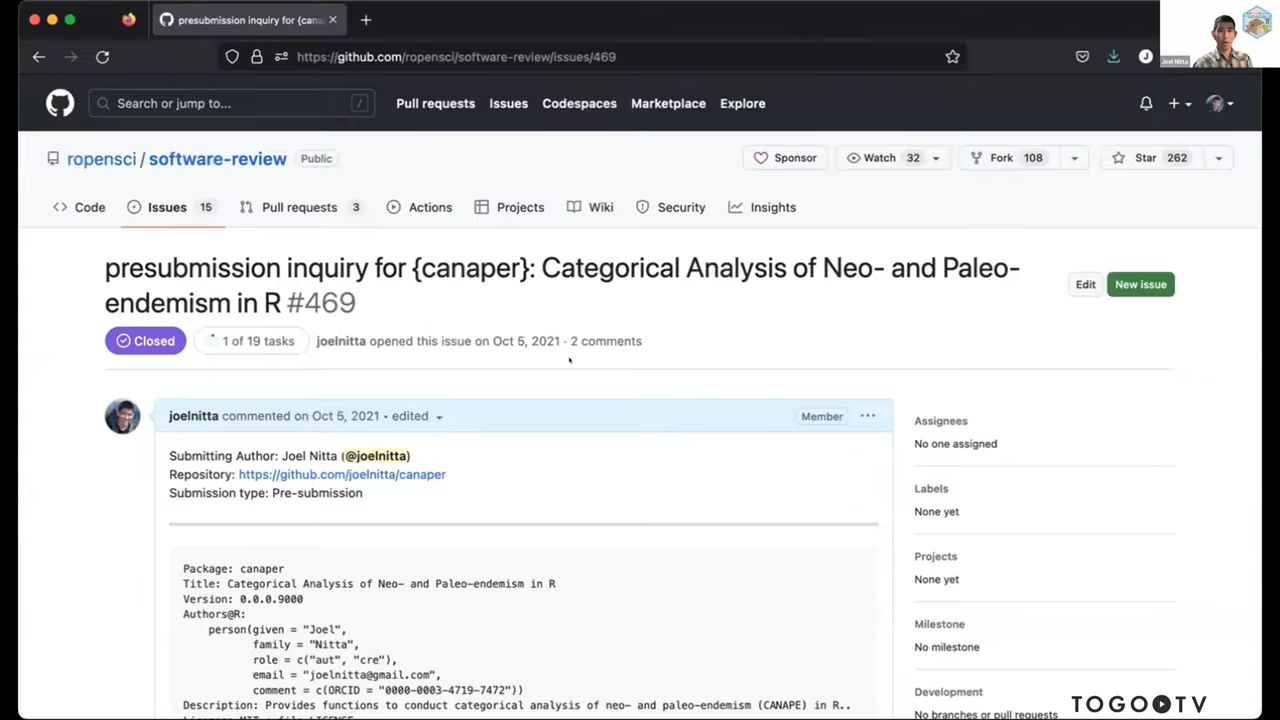 presubmission inquiry for {cana
https://github.com/ropensci/software-review/issues/469
J
Joel Nitta
Search or jump to...
/
Pull requests
Issues
Codespaces
Marketplace
Explore
ropensci / software-review
Public
Sponsor
Watch 32
Fork 108
Star 262
Code
Issues 15
Pull requests 3
Actions
Projects
Wiki
Security
Insights
presubmission inquiry for {canaper}: Categorical Analysis of Neo- and Paleo-
endemism in R #469
Edit
New issue
Closed
1 of 19 tasks
joelnitta opened this issue on Oct 5, 2021 · 2 comments
joelnitta commented on Oct 5, 2021 • edited
Member
Submitting Author: Joel Nitta (@joelnitta)
Repository: https://github.com/joelnitta/canaper
Submission type: Pre-submission
Package: canaper
Title: Categorical Analysis of Neo- and Paleo-endemism in R
Version: 0.0.0.9000
Authors@R:
person(given = "Joel",
family = "Nitta",
role = c("aut", "cre"),
email = "joelnitta@gmail.com",
comment = c(ORCID = "0000-0003-4719-7472"))
Description: Provides functions to conduct categorical analysis of neo- and paleo-endemism (CANAPE) in R..
Assignees
No one assigned
Labels
None yet
Projects
None yet
Milestone
No milestone
Development
No branches or pull requests
TOGOTV